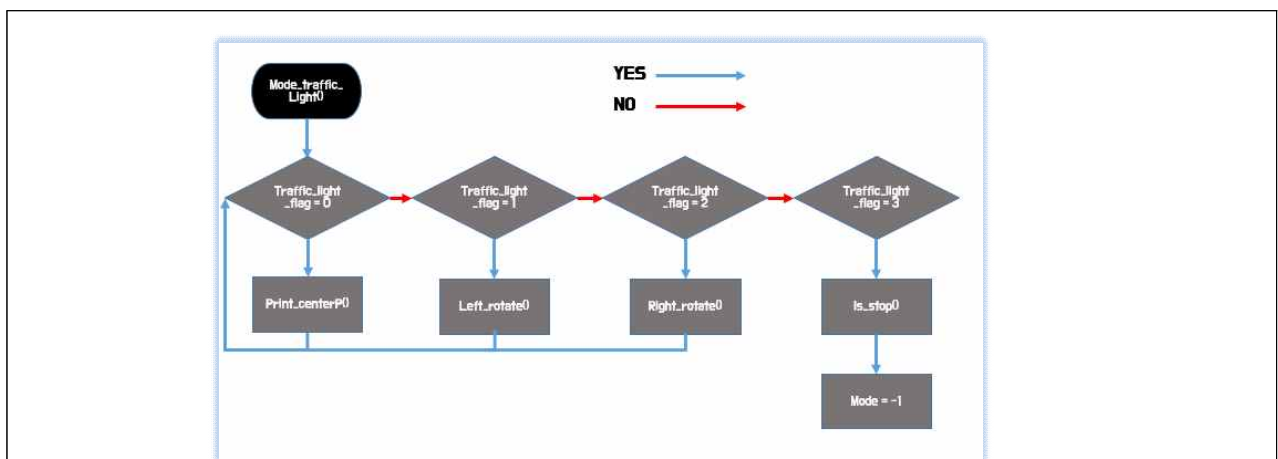 Mode_traffic_
Light()
YES
NO
Traffic_light
_flag = 0
Traffic_light
_flag = 1
Traffic_light
_flag = 2
Traffic_light
_flag = 3
Print_centerP()
Left_rotate()
Right_rotate()
Is_stop()
Mode = -1